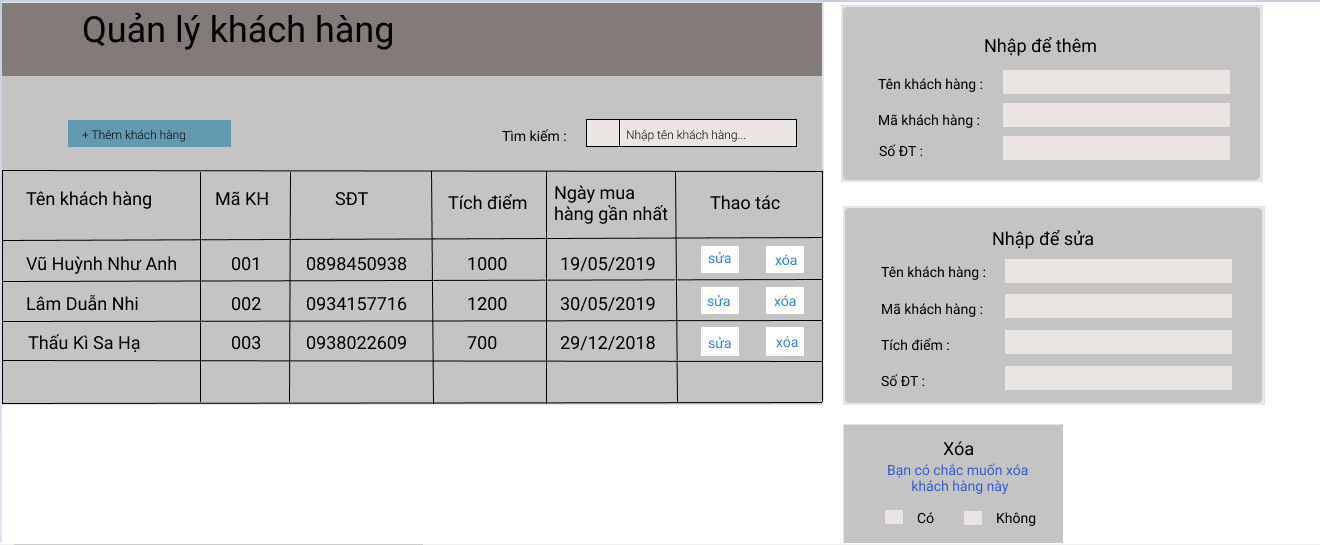 Quản lý khách hàng
+ Thêm khách hàng
Tìm kiếm :
Nhập tên khách hàng...
Tên khách hàng
Mã KH
SĐT
Tích điểm
Ngày mua
hàng gần nhất
Thao tác
Vũ Huỳnh Như Anh
001
0898450938
1000
19/05/2019
sửa
xóa
Lâm Duẫn Nhi
002
0934157716
1200
30/05/2019
sửa
xóa
Thấu Kì Sa Hạ
003
0938022609
700
29/12/2018
sửa
xóa
Nhập để thêm
Tên khách hàng :
Mã khách hàng :
Số ĐT :
Nhập để sửa
Tên khách hàng :
Mã khách hàng :
Tích điểm :
Số ĐT :
Xóa
Bạn có chắc muốn xóa
khách hàng này
Có
Không